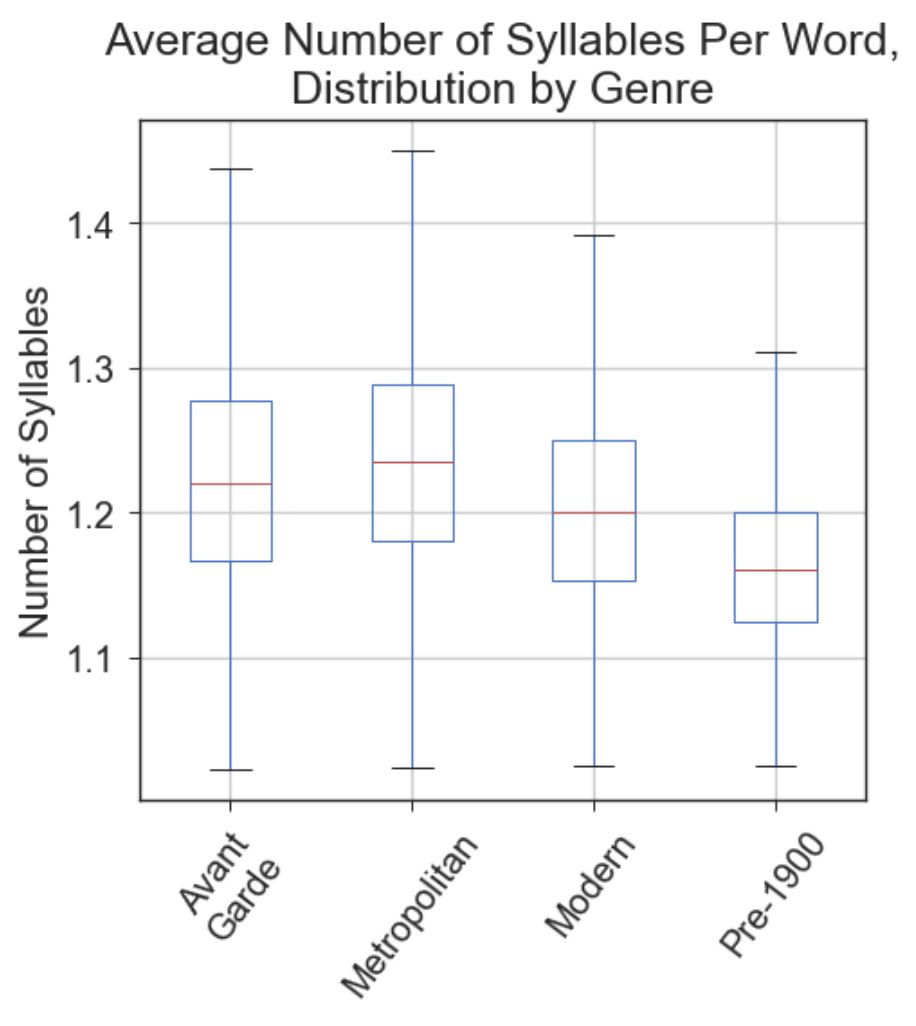 Average Number of Syllables Per Word,
Distribution by Genre
Number of Syllables
1.4
1.3
1.2
1.1
Avant
Garde
Metropolitan
Modern
Pre-1900